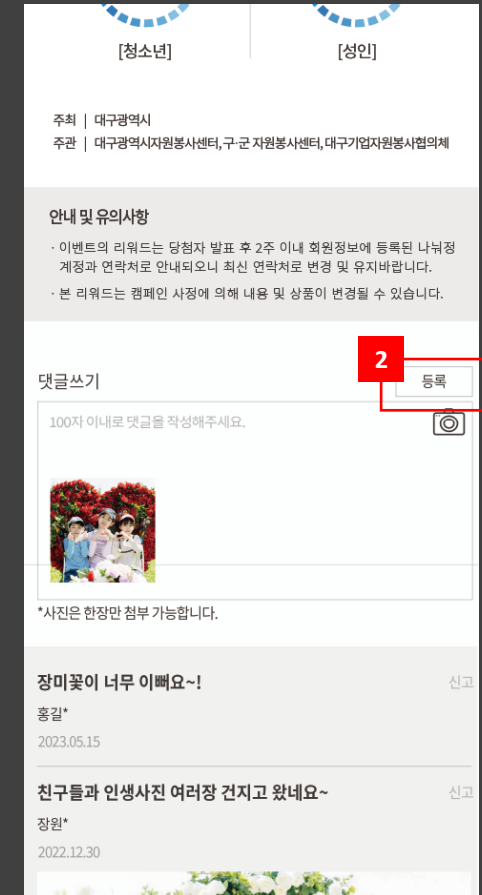 [청소년]
[성인]
주최 | 대구광역시
주관 | 대구광역시자원봉사센터, 구·군 자원봉사센터, 대구기업자원봉사협의체
안내 및 유의사항
· 이벤트의 리워드는 당첨자 발표 후 2주 이내 회원정보에 등록된 나눠정
계정과 연락처로 안내되오니 최신 연락처로 변경 및 유지바랍니다.
· 본 리워드는 캠페인 사정에 의해 내용 및 상품이 변경될 수 있습니다.
2
댓글쓰기
등록
100자 이내로 댓글을 작성해주세요.
*사진은 한장만 첨부 가능합니다.
장미꽃이 너무 이뻐요~!
신고
홍길*
2023.05.15
친구들과 인생사진 여러장 건지고 왔네요~
신고
장원*
2022.12.30